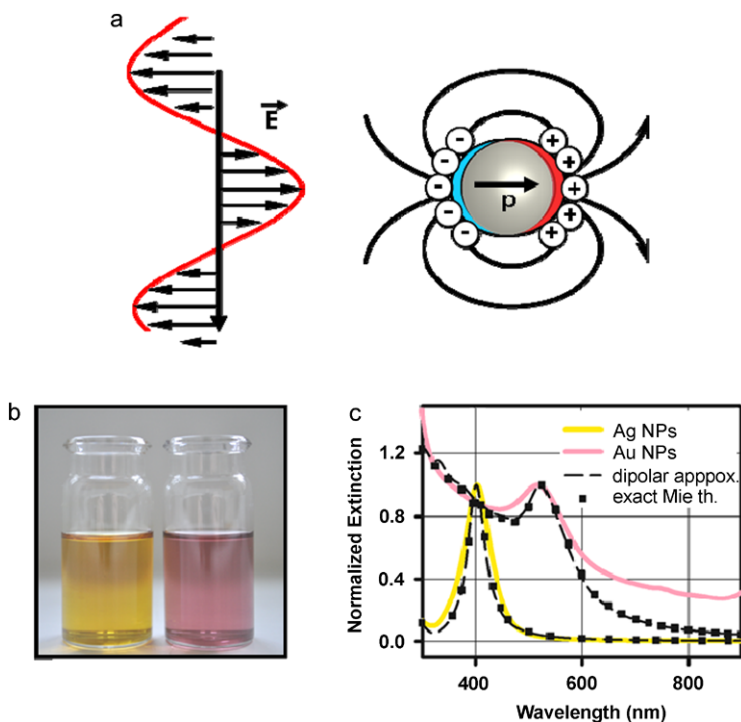 a
E
p
- - - - -
+ + + + +
b
c
Normalized Extinction
1.2
0.8
0.4
0.0
Ag NPs
Au NPs
dipolar apppox.
exact Mie th.
400 600 800
Wavelength (nm)